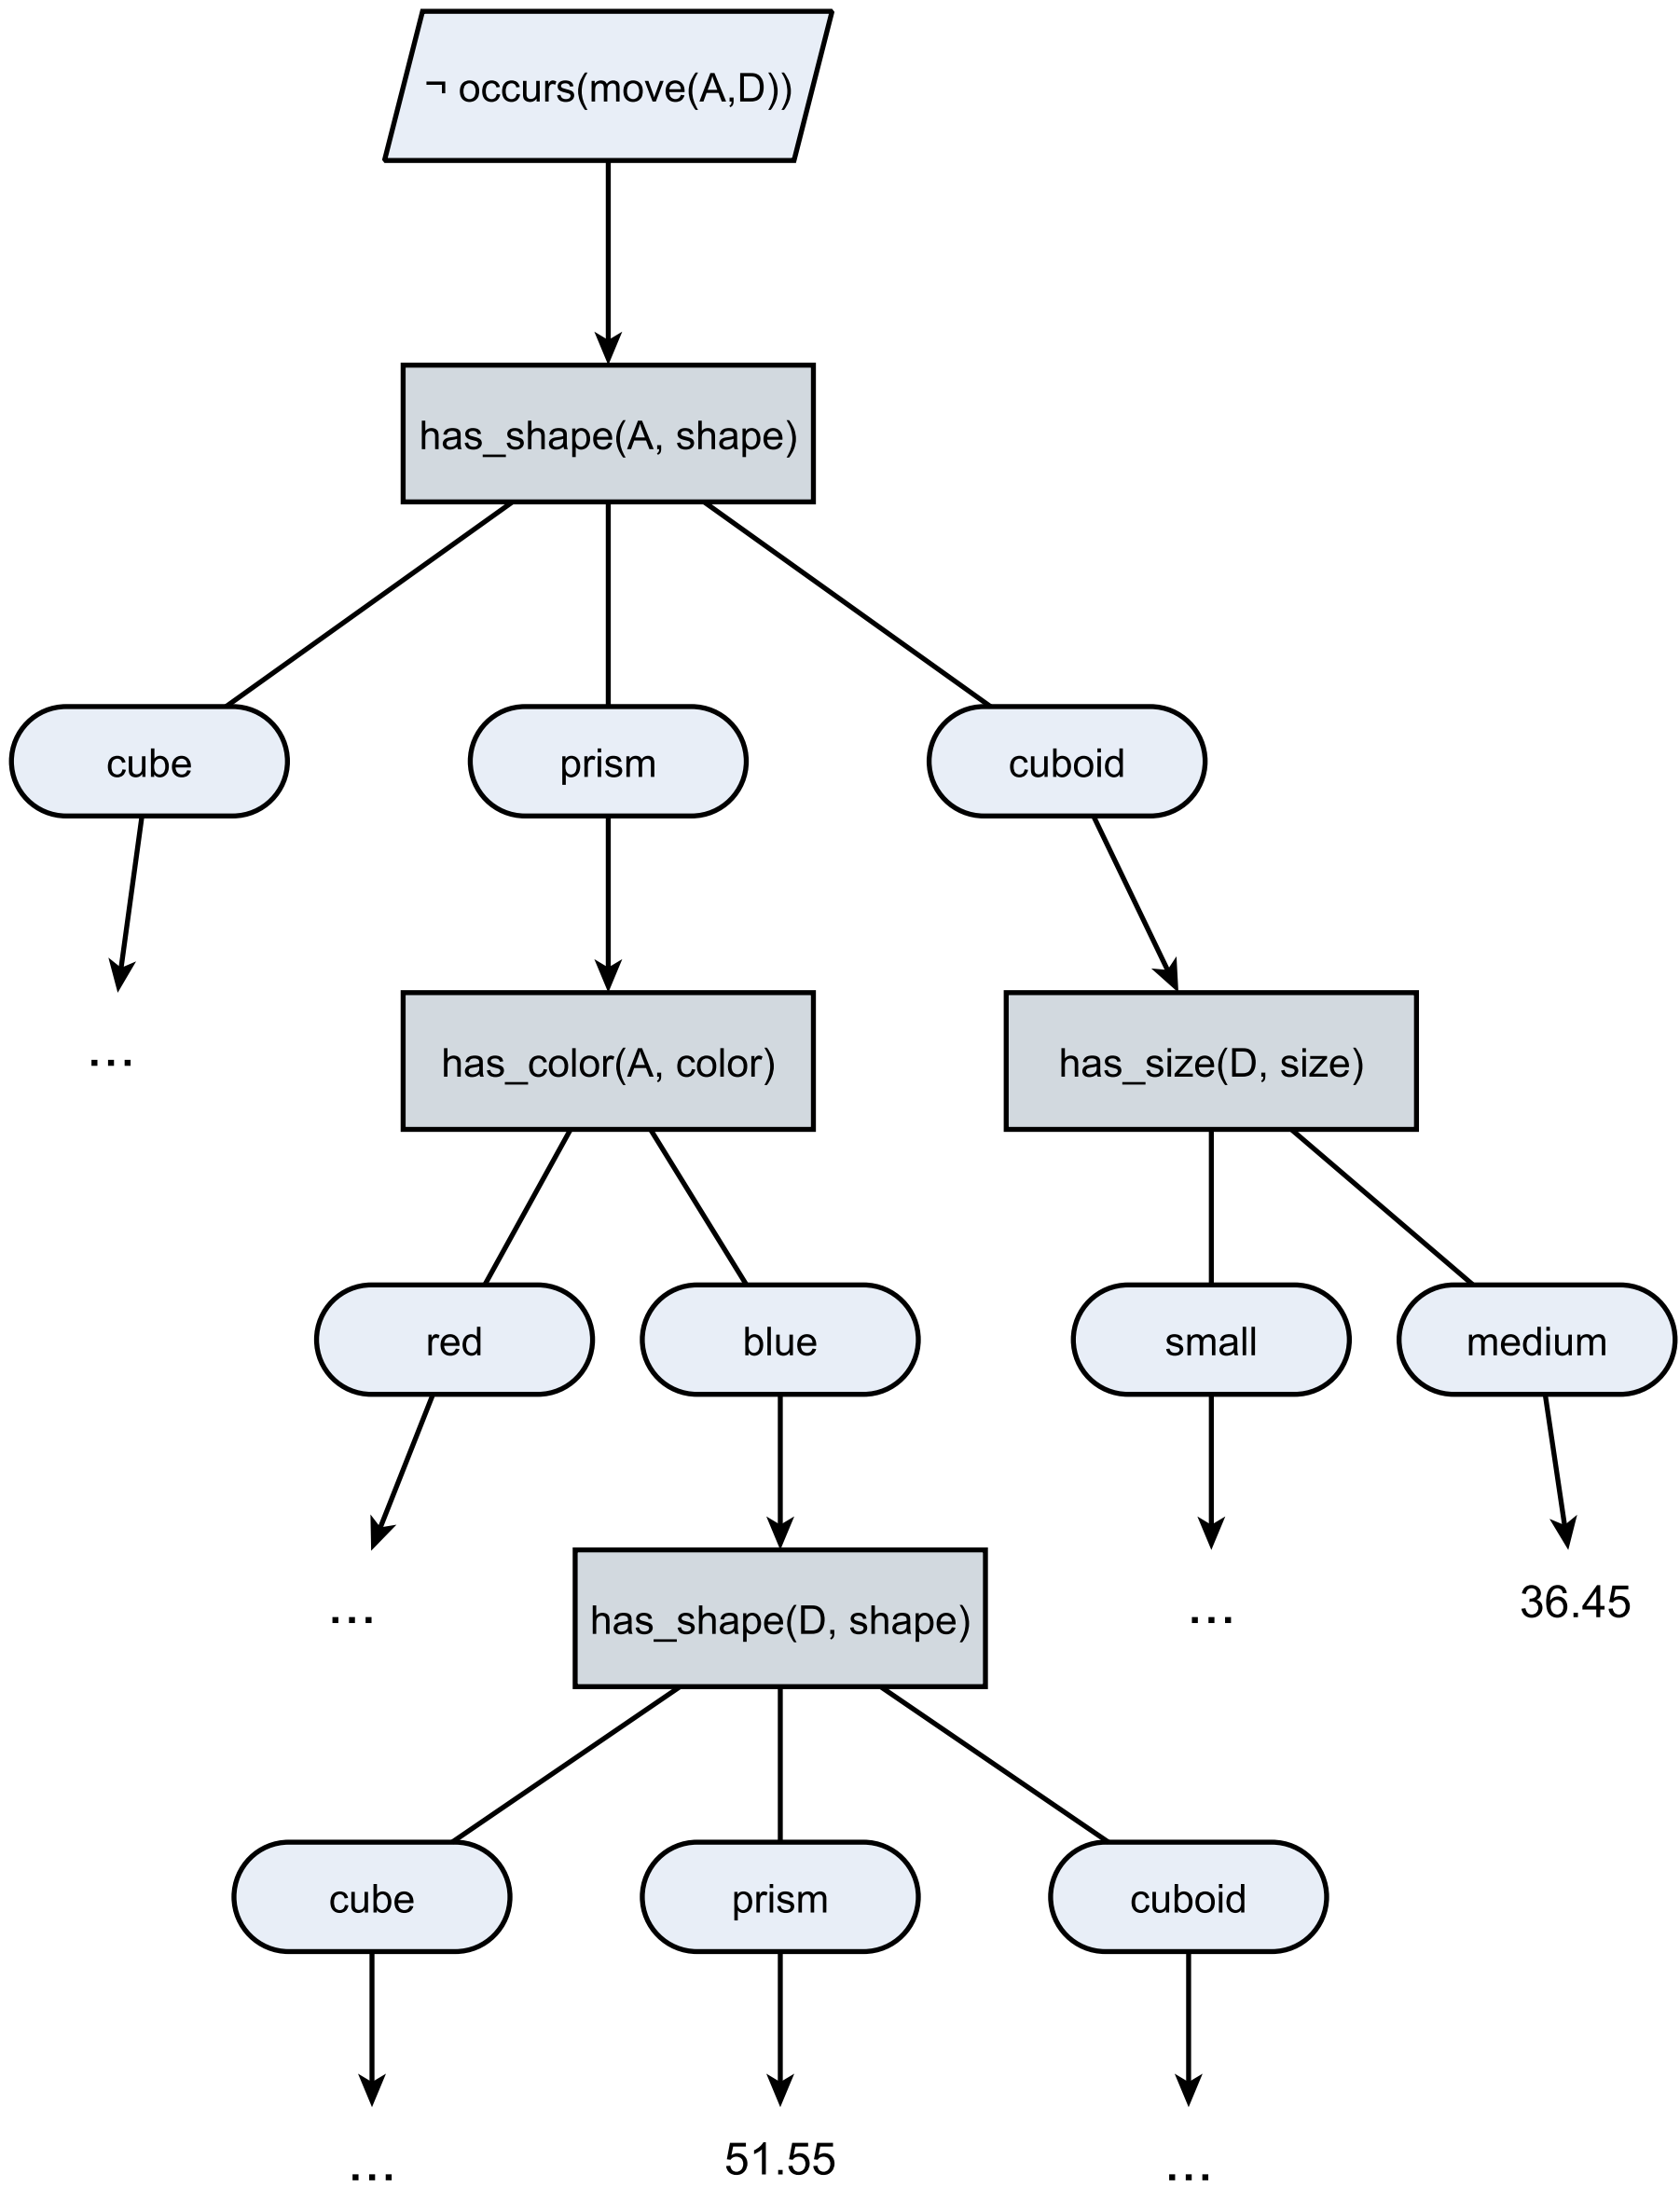 ¬ occurs(move(A,D))
has_shape(A, shape)
cube
prism
cuboid
...
has_color(A, color)
has_size(D, size)
red
blue
small
medium
...
has_shape(D, shape)
...
36.45
cube
prism
cuboid
...
51.55
...